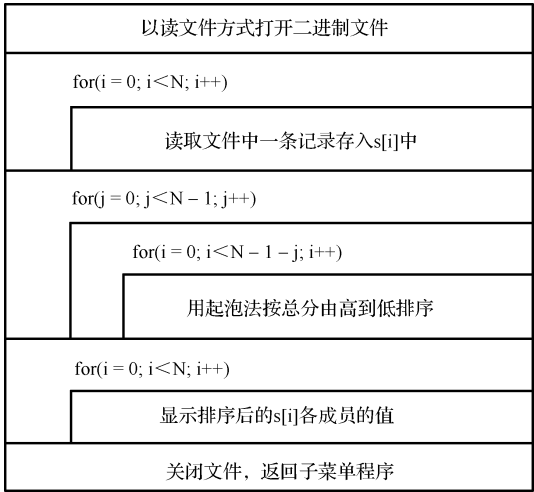 以读文件方式打开二进制文件
for(i = 0; i＜N; i++)
读取文件中一条记录存入s[i]中
for(j = 0; j＜N – 1; j++)
for(i = 0; i＜N – 1 – j; i++)
用起泡法按总分由高到低排序
for(i = 0; i＜N; i++)
显示排序后的s[i]各成员的值
关闭文件，返回子菜单程序